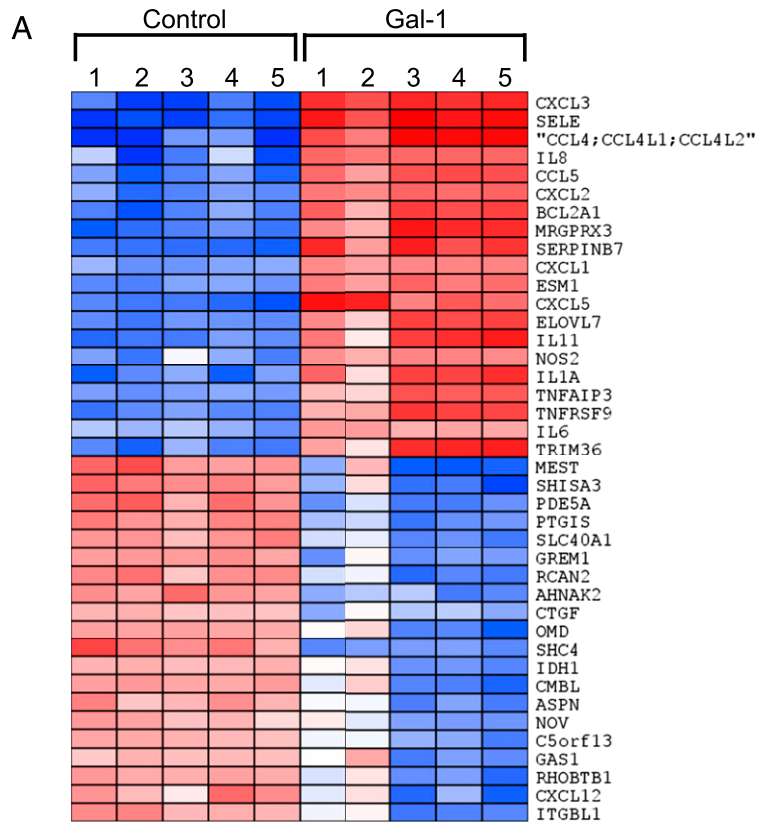 A
Control Gal-1
1 2 3 4 5 1 2 3 4 5
CXCL3
SELE
"CCL4;CCL4L1;CCL4L2"
IL8
CCL5
CXCL2
BCL2A1
MRGPRX3
SERPINB7
CXCL1
ESM1
CXCL5
ELOVL7
IL11
NOS2
IL1A
TNFAIP3
TNFRSF9
IL6
TRIM36
MEST
SHISA3
PDE5A
PTGIS
SLC40A1
GREM1
RCAN2
AHNAK2
CTGF
OMD
SHC4
IDH1
CMBL
ASPN
NOV
C5orf13
GAS1
RHOBTB1
CXCL12
ITGBL1